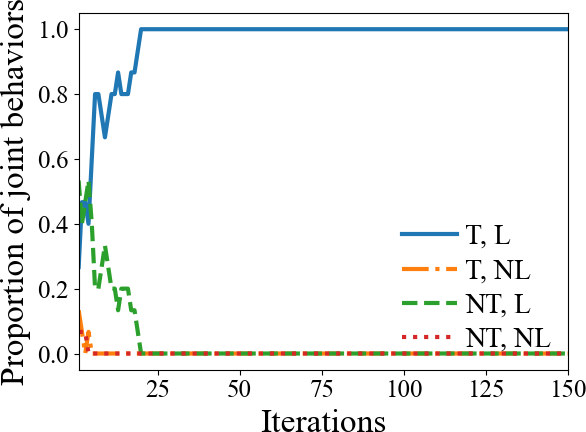 Proportion of joint behaviors
1.0
0.8
0.6
0.4
0.2
0.0
T, L
T, NL
NT, L
NT, NL
25 50 75 100 125 150
Iterations